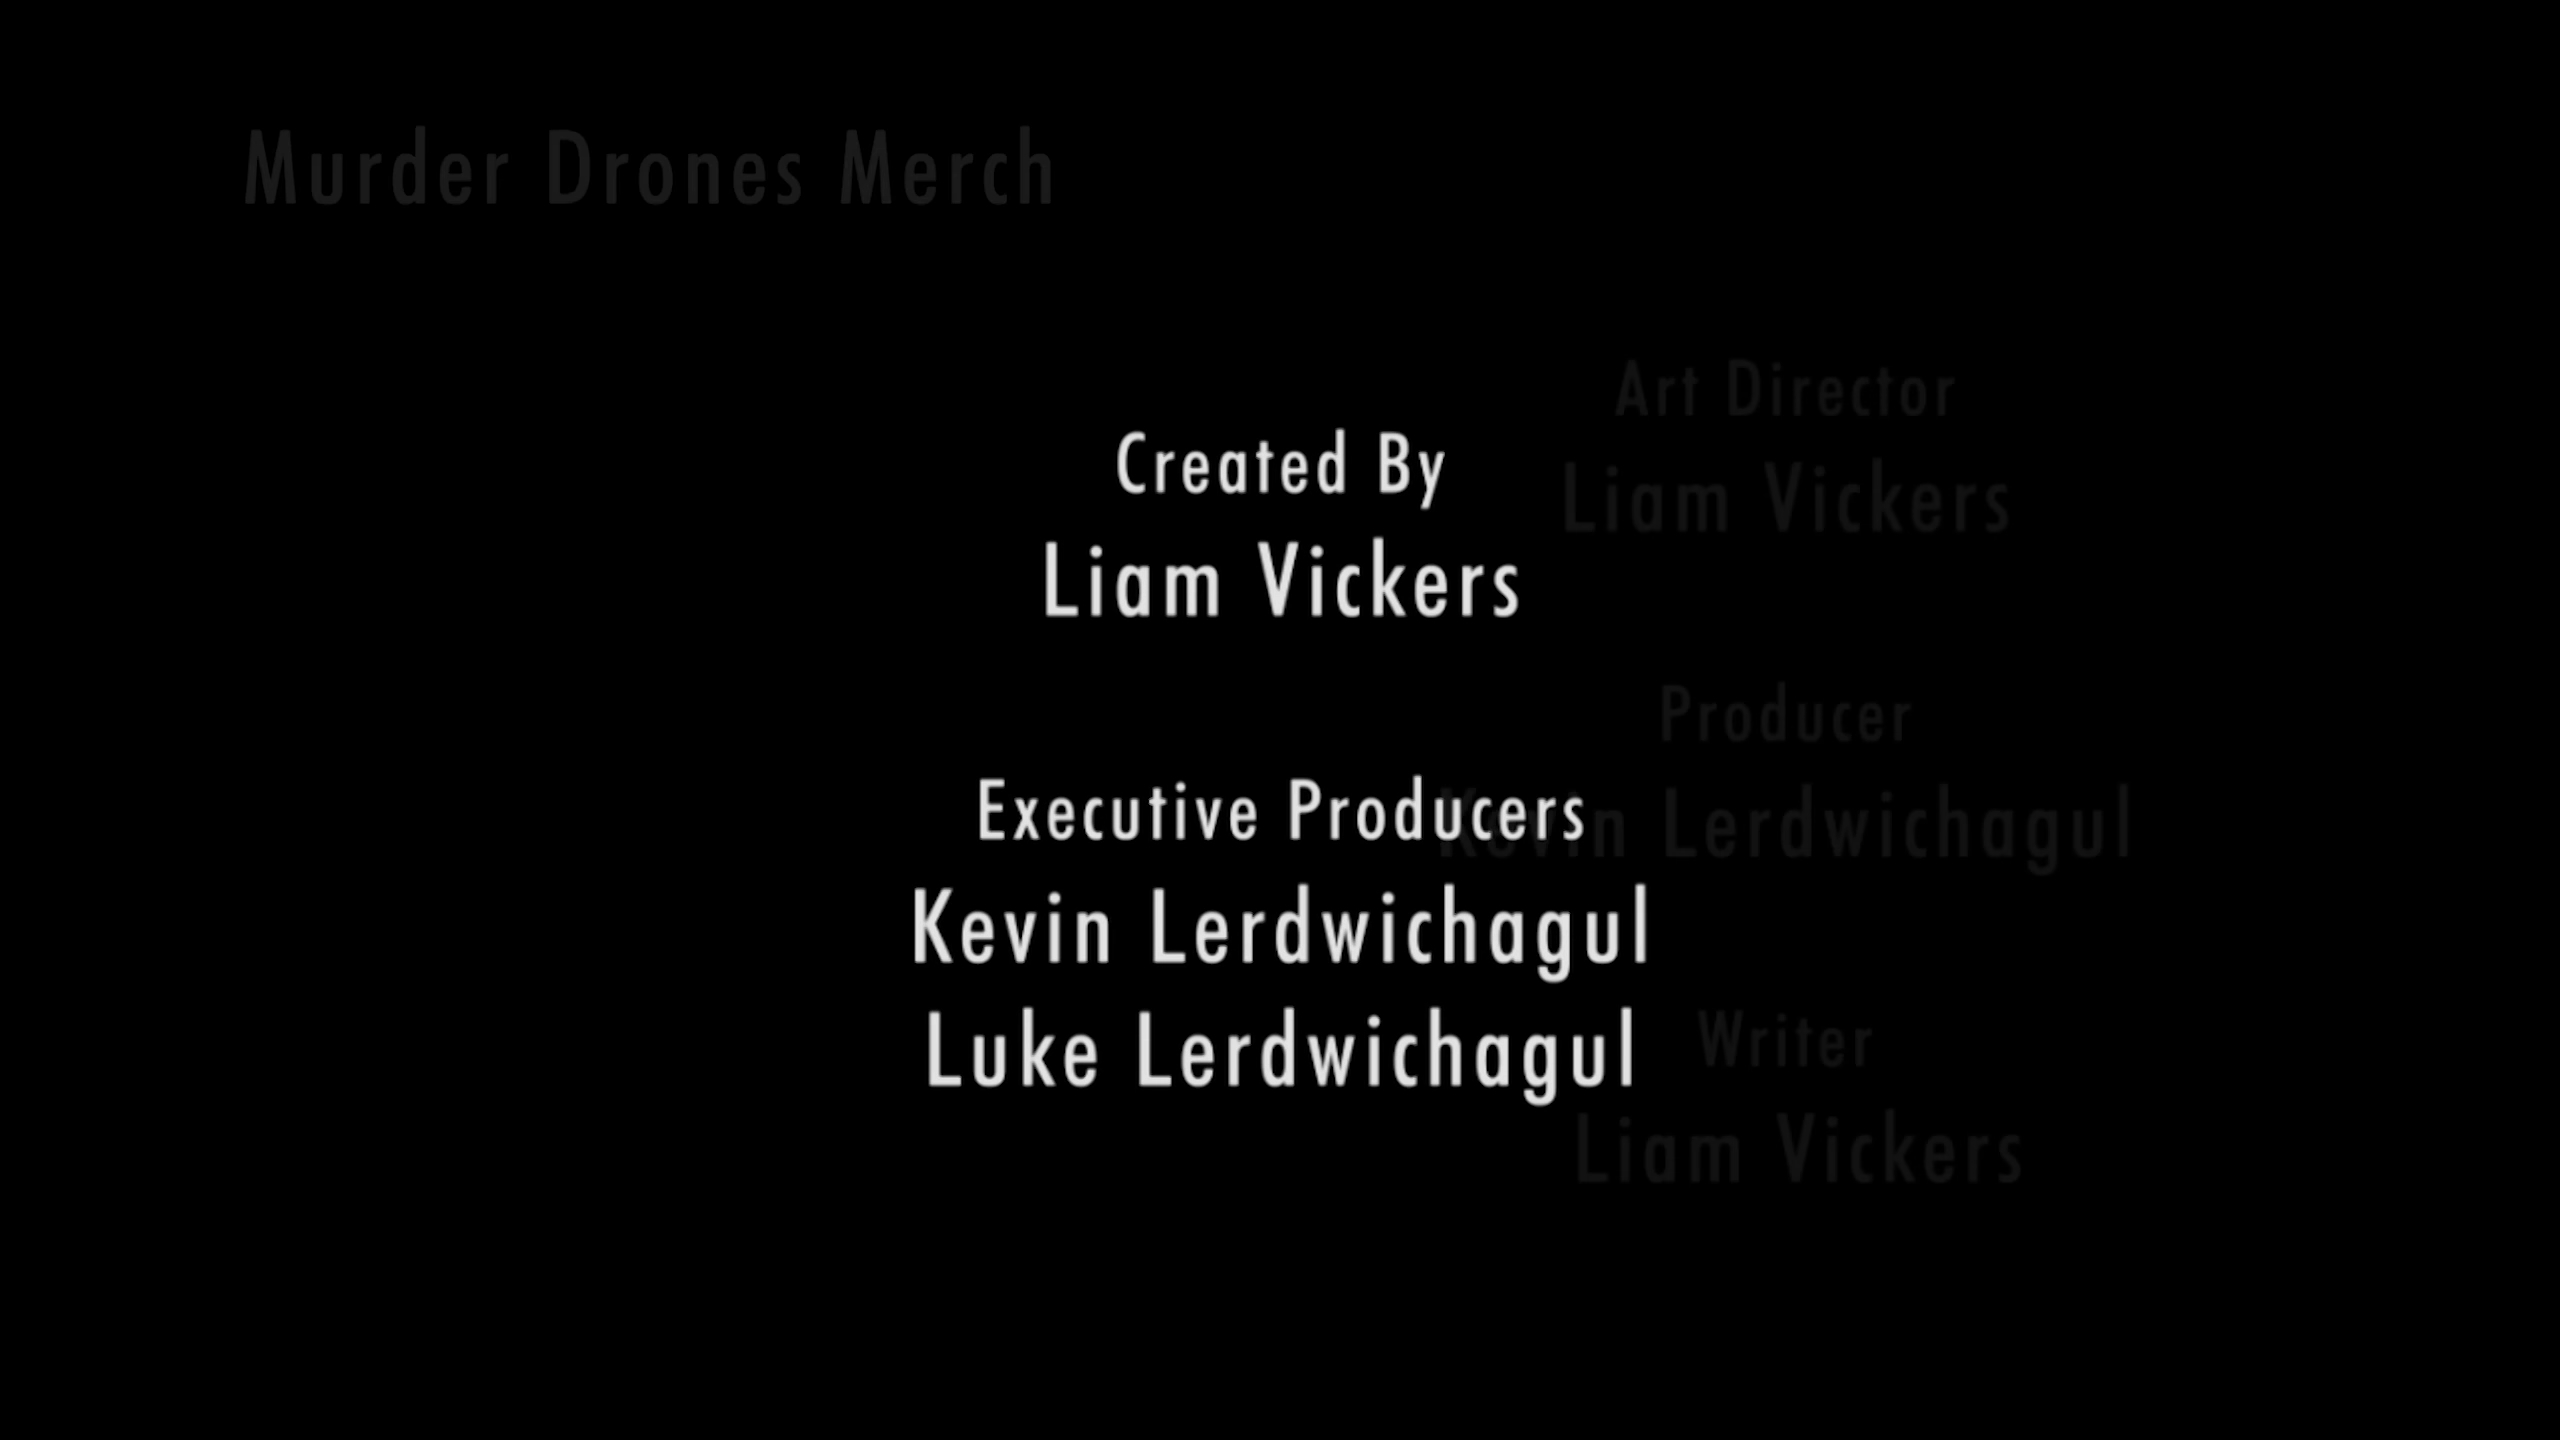 Murder Drones Merch
Created By
Liam Vickers
Executive Producers
Kevin Lerdwichagul
Luke Lerdwichagul
Art Director
Liam Vickers
Producer
Kevin Lerdwichagul
Writer
Liam Vickers